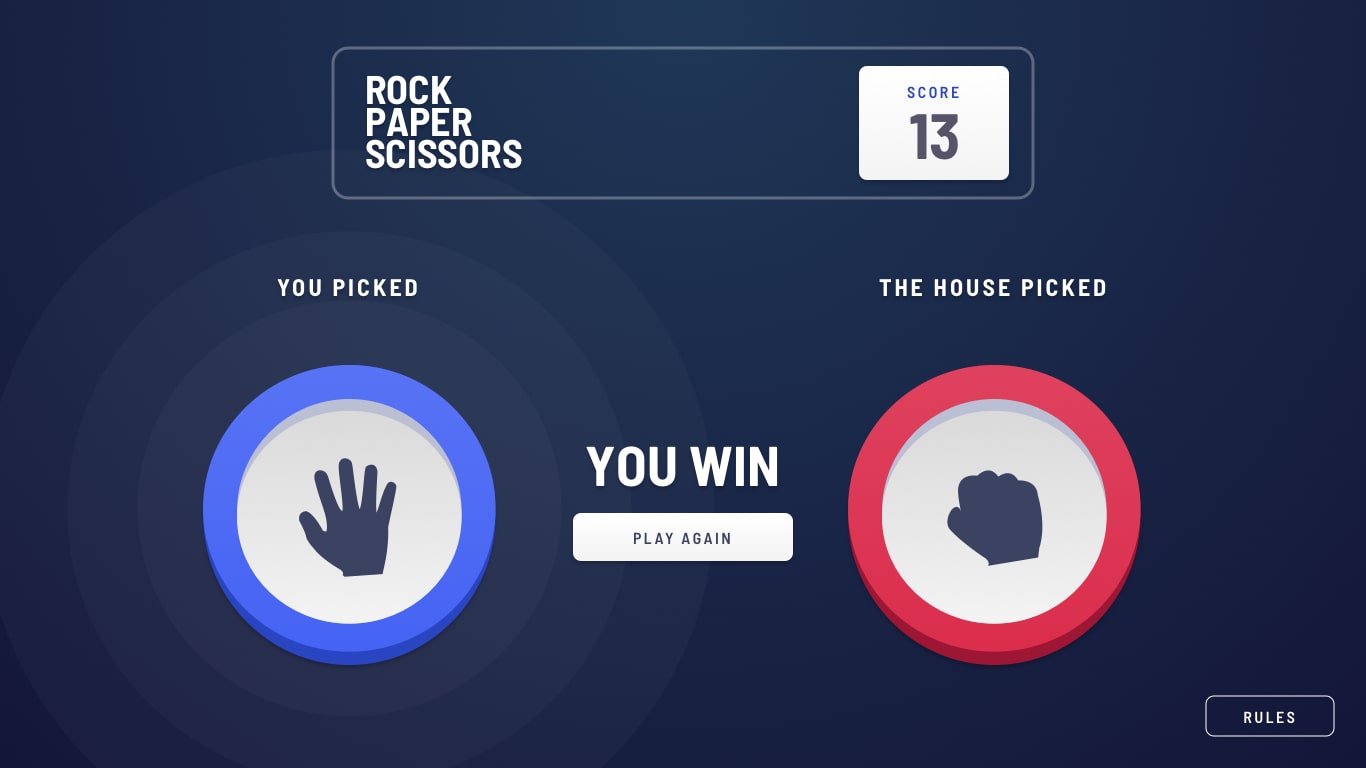 ROCK
PAPER
SCISSORS
SCORE
13
YOU PICKED
THE HOUSE PICKED
YOU WIN
PLAY AGAIN
RULES